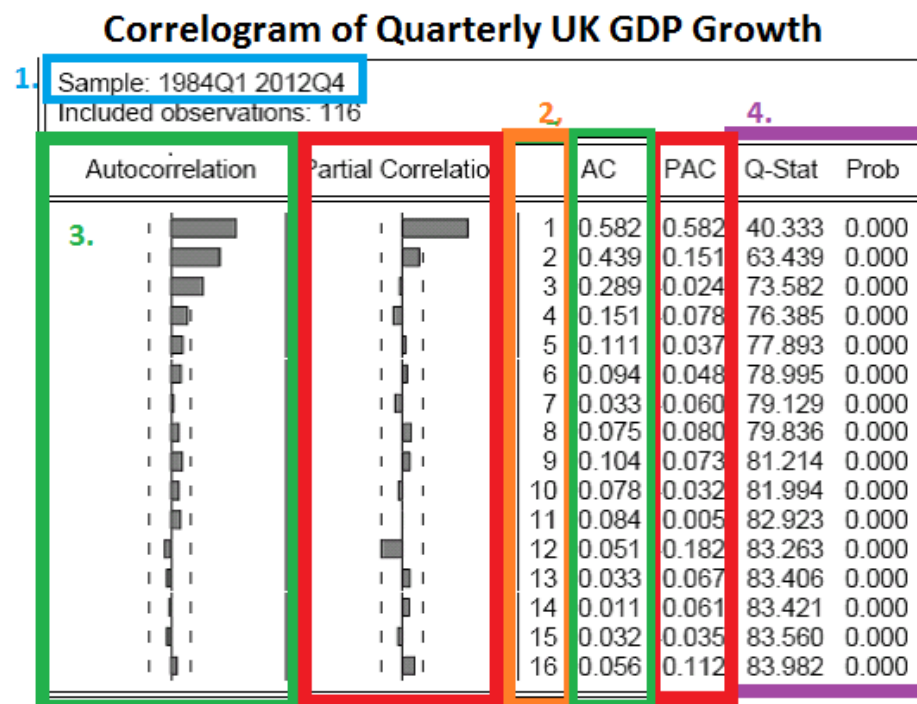 Correlogram of Quarterly UK GDP Growth
1. Sample: 1984Q1 2012Q4
Included observations: 116
2, 4.
Autocorrelation Partial Correlatio AC PAC Q-Stat Prob
3.
1 0.582 0.582 40.333 0.000
2 0.439 0.151 63.439 0.000
3 0.289 -0.024 73.582 0.000
4 0.151 -0.078 76.385 0.000
5 0.111 0.037 77.893 0.000
6 0.094 0.048 78.995 0.000
7 0.033 -0.060 79.129 0.000
8 0.075 0.080 79.836 0.000
9 0.104 0.073 81.214 0.000
10 0.078 -0.032 81.994 0.000
11 0.084 0.005 82.923 0.000
12 0.051 -0.182 83.263 0.000
13 0.033 0.067 83.406 0.000
14 0.011 0.061 83.421 0.000
15 0.032 -0.035 83.560 0.000
16 0.056 0.112 83.982 0.000